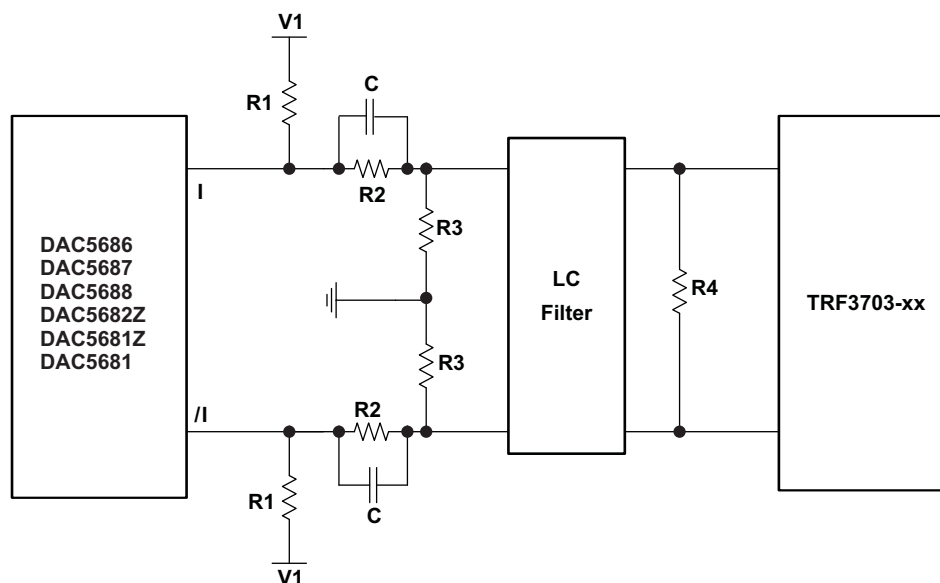 V1
R1
C
R2
I
R3
DAC5686
DAC5687
DAC5688
DAC5682Z
DAC5681Z
DAC5681
LC
Filter
R4
TRF3703-xx
R3
/I
R2
R1
C
V1